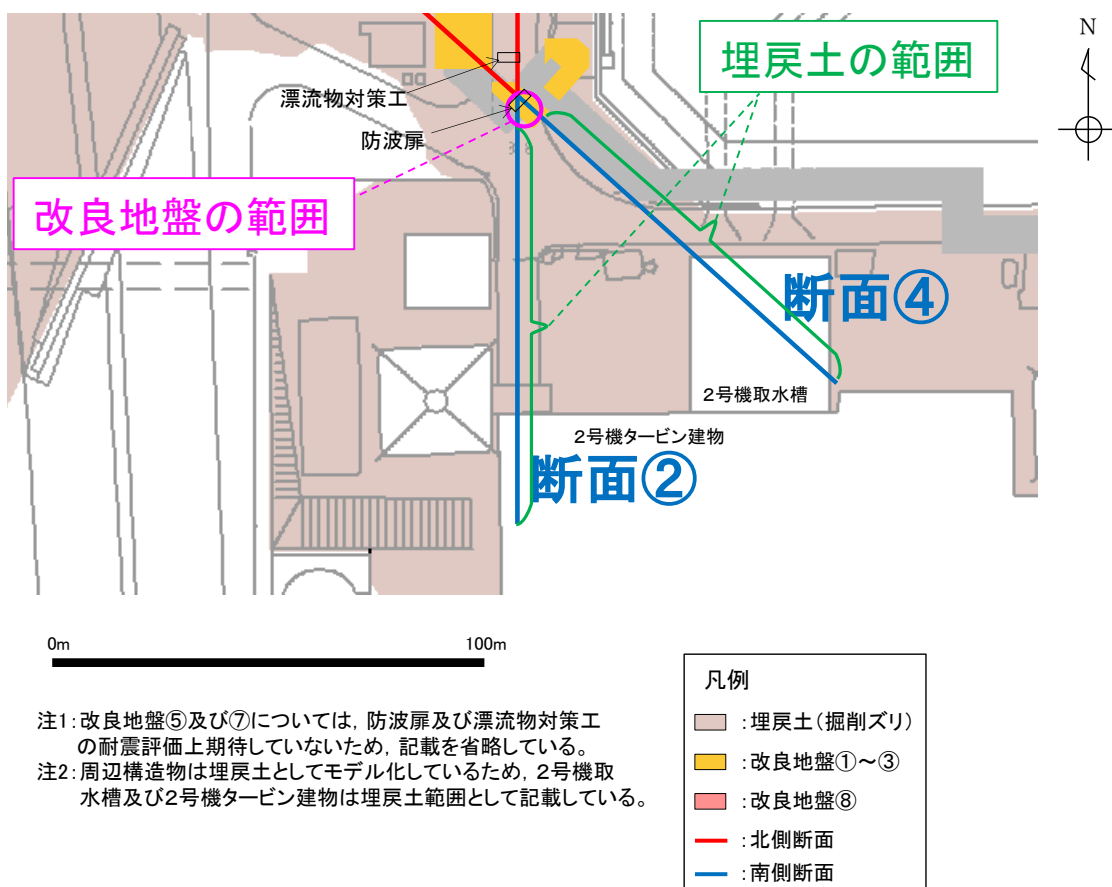 N
埋戻土の範囲
漂流物対策工
防波扉
改良地盤の範囲
断面④
2号機取水槽
2号機タービン建物
断面②
0m 100m
注1:改良地盤⑤及び⑦については,防波扉及び漂流物対策工
の耐震評価上期待していないため,記載を省略している。
注2:周辺構造物は埋戻土としてモデル化しているため,2号機取
水槽及び2号機タービン建物は埋戻土範囲として記載している。
凡例
:埋戻土(掘削ズリ)
:改良地盤①~③
:改良地盤⑧
:北側断面
:南側断面